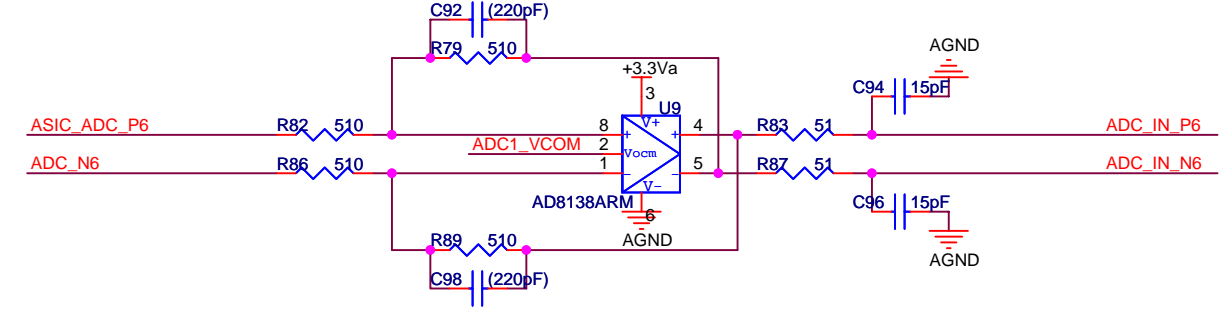 C92 (220pF)
R79 510
AGND
+3.3Va
3
C94 15pF
U9
V+
ASIC_ADC_P6
R82 510
8
+
+
4
R83 51
ADC_IN_P6
ADC1_VCOM
2
Vocm
ADC_N6
R86 510
1
-
-
5
R87 51
ADC_IN_N6
V-
AD8138ARM
6
C96 15pF
AGND
R89 510
AGND
C98 (220pF)